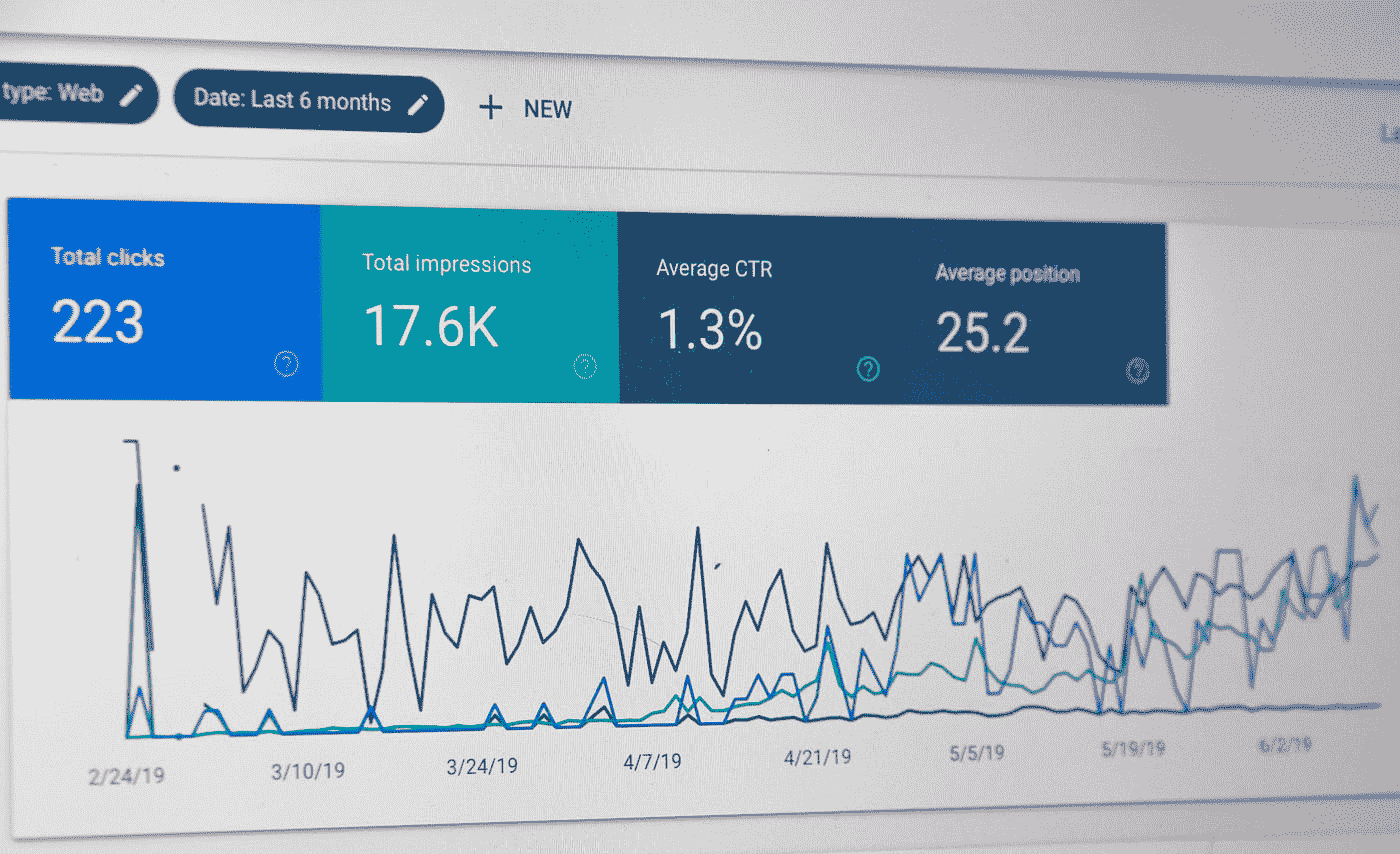 type: Web
Date: Last 6 months
+ NEW
Total clicks
223
Total impressions
17.6K
Average CTR
1.3%
Average position
25.2
2/24/19 3/10/19 3/24/19 4/7/19 4/21/19 5/5/19 5/19/19 6/2/19